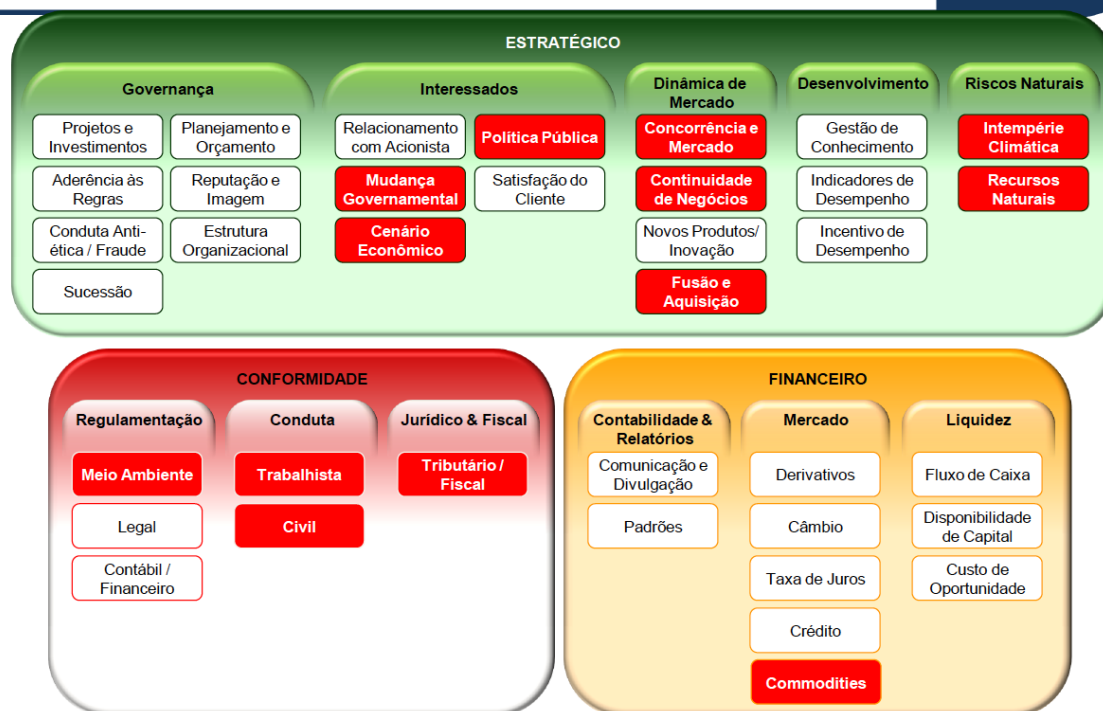 ESTRATÉGICO
Governança
Projetos e
Investimentos
Planejamento e
Orçamento
Aderência às
Regras
Reputação e
Imagem
Conduta Anti-
ética / Fraude
Estrutura
Organizacional
Sucessão
Interessados
Relacionamento
com Acionista
Política Pública
Mudança
Governamental
Satisfação do
Cliente
Cenário
Econômico
Dinâmica de
Mercado
Concorrência e
Mercado
Continuidade
de Negócios
Novos Produtos/
Inovação
Fusão e
Aquisição
Desenvolvimento
Gestão de
Conhecimento
Indicadores de
Desempenho
Incentivo de
Desempenho
Riscos Naturais
Intempérie
Climática
Recursos
Naturais
CONFORMIDADE
Regulamentação
Meio Ambiente
Legal
Contábil /
Financeiro
Conduta
Trabalhista
Civil
Jurídico & Fiscal
Tributário /
Fiscal
FINANCEIRO
Contabilidade &
Relatórios
Comunicação e
Divulgação
Padrões
Mercado
Derivativos
Câmbio
Taxa de Juros
Crédito
Commodities
Liquidez
Fluxo de Caixa
Disponibilidade
de Capital
Custo de
Oportunidade